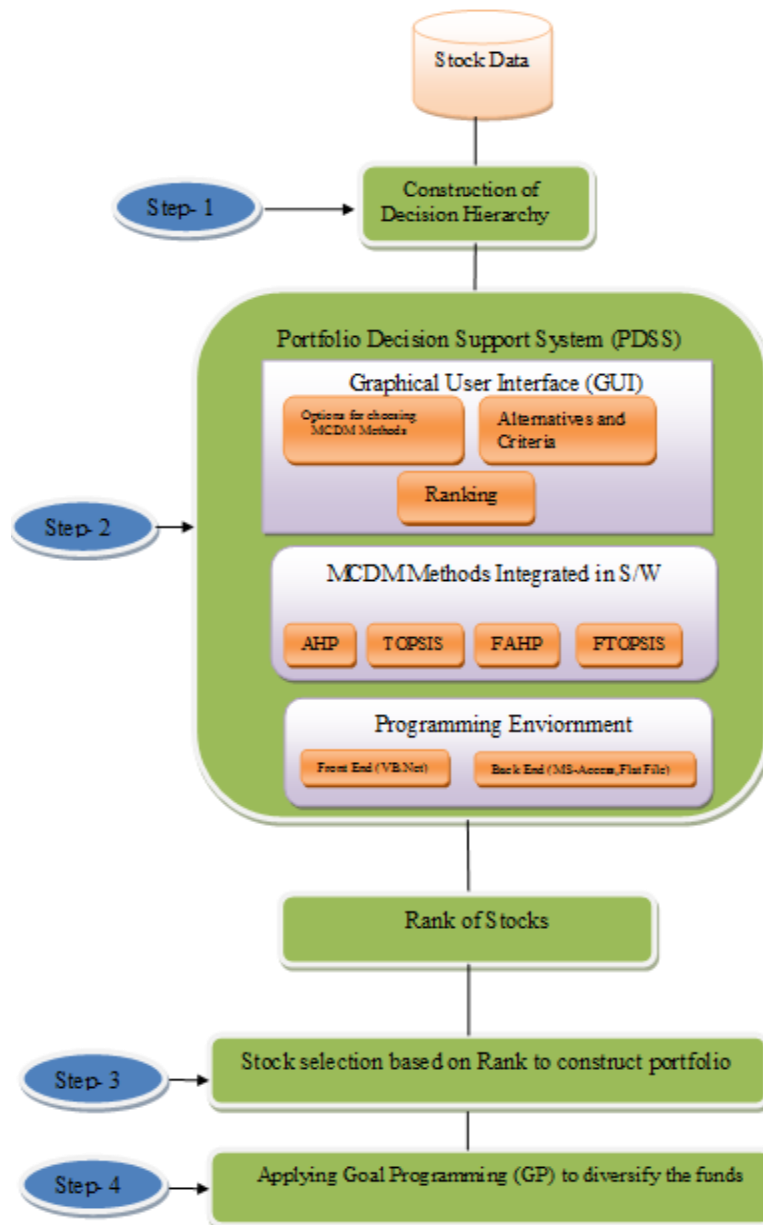 Stock Data
Construction of
Decision Hierarchy
Step- 1
Portfolio Decision Support System (PDSS)
Graphical User Interface (GUI)
Options for choosing
MCDM Methods
Alternatives and
Criteria
Ranking
Step- 2
MCDM Methods Integrated in S/W
AHP
TOPSIS
FAHP
FTOPSIS
Programming Enviornment
Front End (VB.Net)
Back End (MS-Access,Flat File)
Rank of Stocks
Stock selection based on Rank to construct portfolio
Step- 3
Applying Goal Programming (GP) to diversify the funds
Step- 4